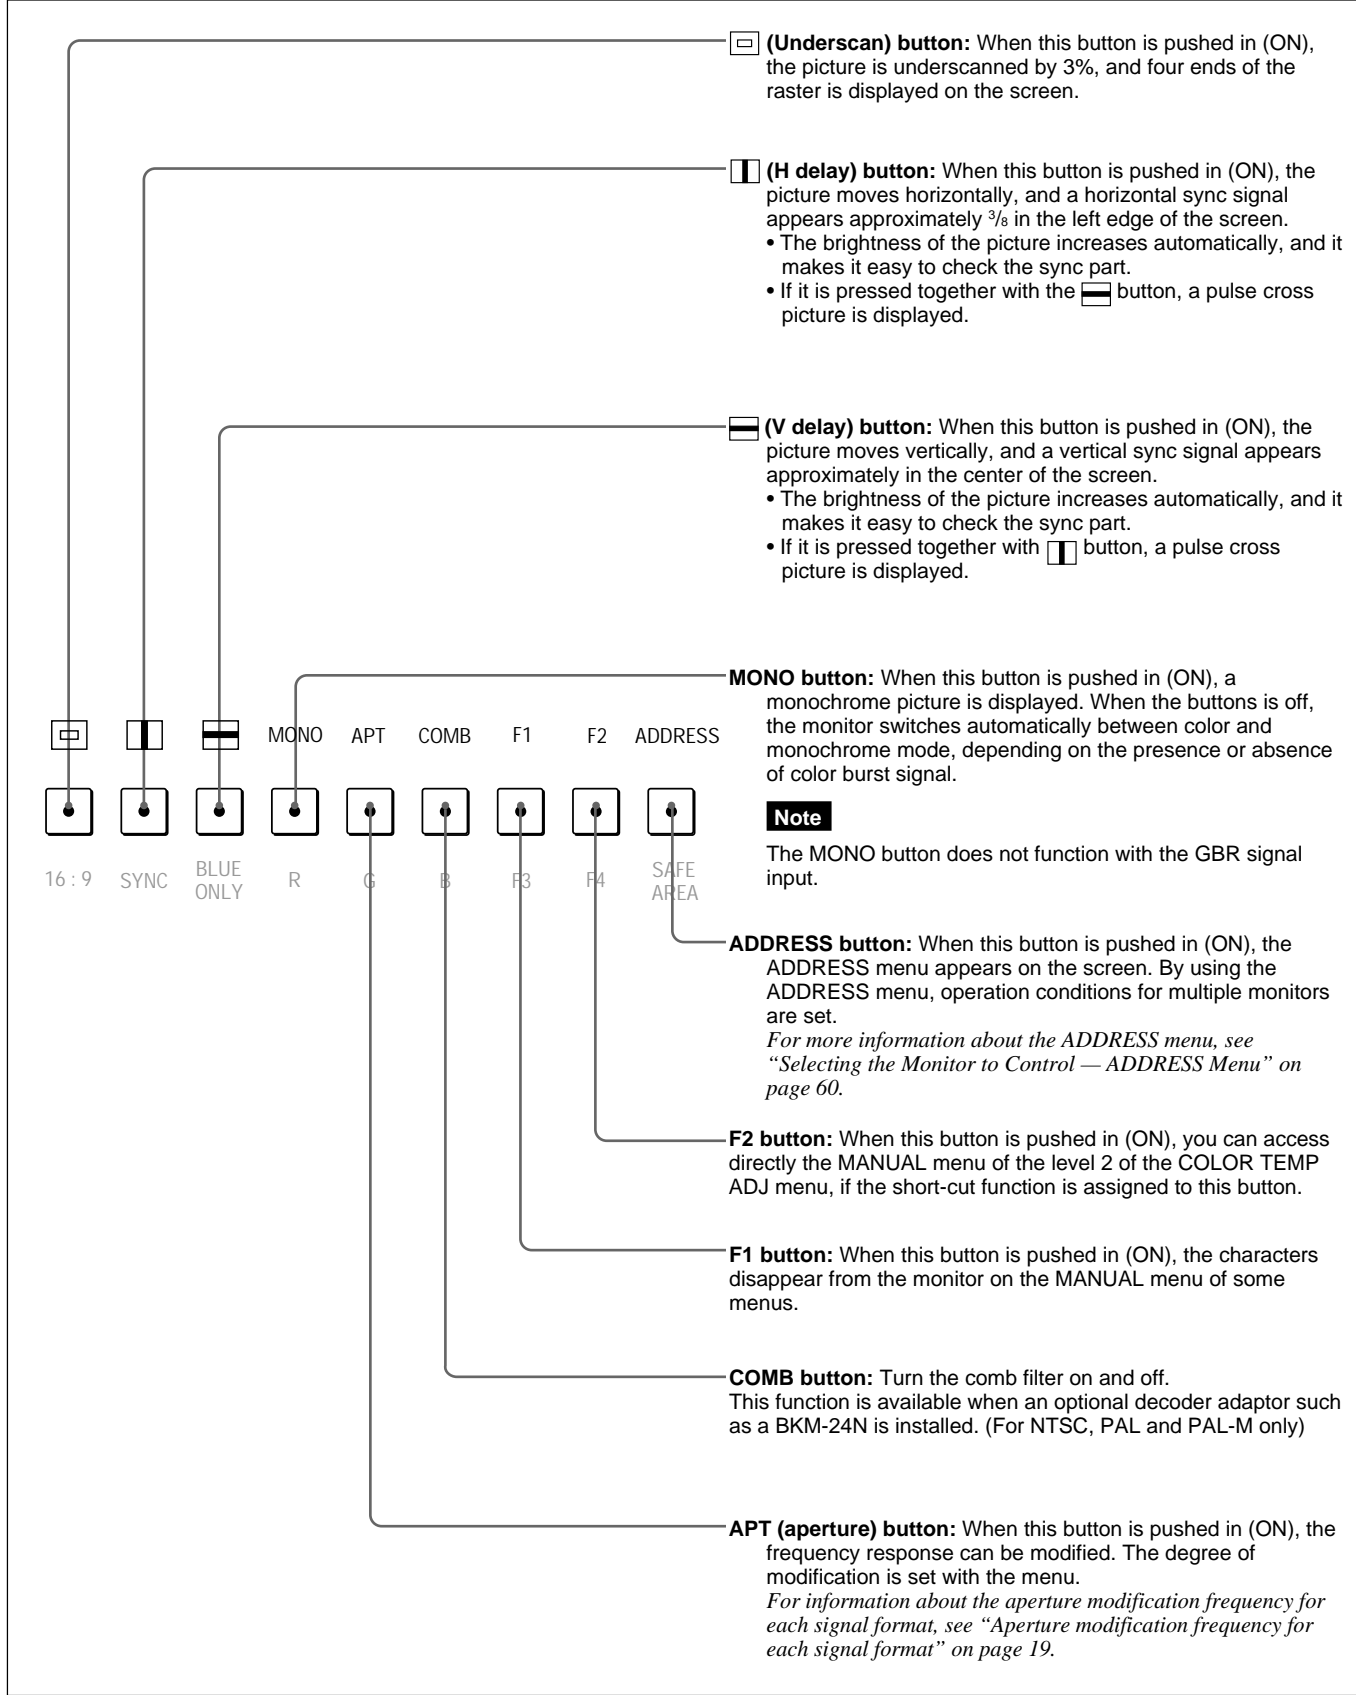 (Underscan) button: When this button is pushed in (ON),
the picture is underscanned by 3%, and four ends of the
raster is displayed on the screen.
(H delay) button: When this button is pushed in (ON), the
picture moves horizontally, and a horizontal sync signal
appears approximately 3/8 in the left edge of the screen.
• The brightness of the picture increases automatically, and it
makes it easy to check the sync part.
• If it is pressed together with the button, a pulse cross
picture is displayed.
(V delay) button: When this button is pushed in (ON), the
picture moves vertically, and a vertical sync signal appears
approximately in the center of the screen.
• The brightness of the picture increases automatically, and it
makes it easy to check the sync part.
• If it is pressed together with button, a pulse cross
picture is displayed.
MONO button: When this button is pushed in (ON), a
monochrome picture is displayed. When the buttons is off,
the monitor switches automatically between color and
monochrome mode, depending on the presence or absence
of color burst signal.
Note
The MONO button does not function with the GBR signal
input.
MONO APT COMB F1 F2 ADDRESS
16 : 9 SYNC BLUE ONLY R G B F3 F4 SAFE AREA
ADDRESS button: When this button is pushed in (ON), the
ADDRESS menu appears on the screen. By using the
ADDRESS menu, operation conditions for multiple monitors
are set.
For more information about the ADDRESS menu, see
“Selecting the Monitor to Control — ADDRESS Menu” on
page 60.
F2 button: When this button is pushed in (ON), you can access
directly the MANUAL menu of the level 2 of the COLOR TEMP
ADJ menu, if the short-cut function is assigned to this button.
F1 button: When this button is pushed in (ON), the characters
disappear from the monitor on the MANUAL menu of some
menus.
COMB button: Turn the comb filter on and off.
This function is available when an optional decoder adaptor such
as a BKM-24N is installed. (For NTSC, PAL and PAL-M only)
APT (aperture) button: When this button is pushed in (ON), the
frequency response can be modified. The degree of
modification is set with the menu.
For information about the aperture modification frequency for
each signal format, see “Aperture modification frequency for
each signal format” on page 19.